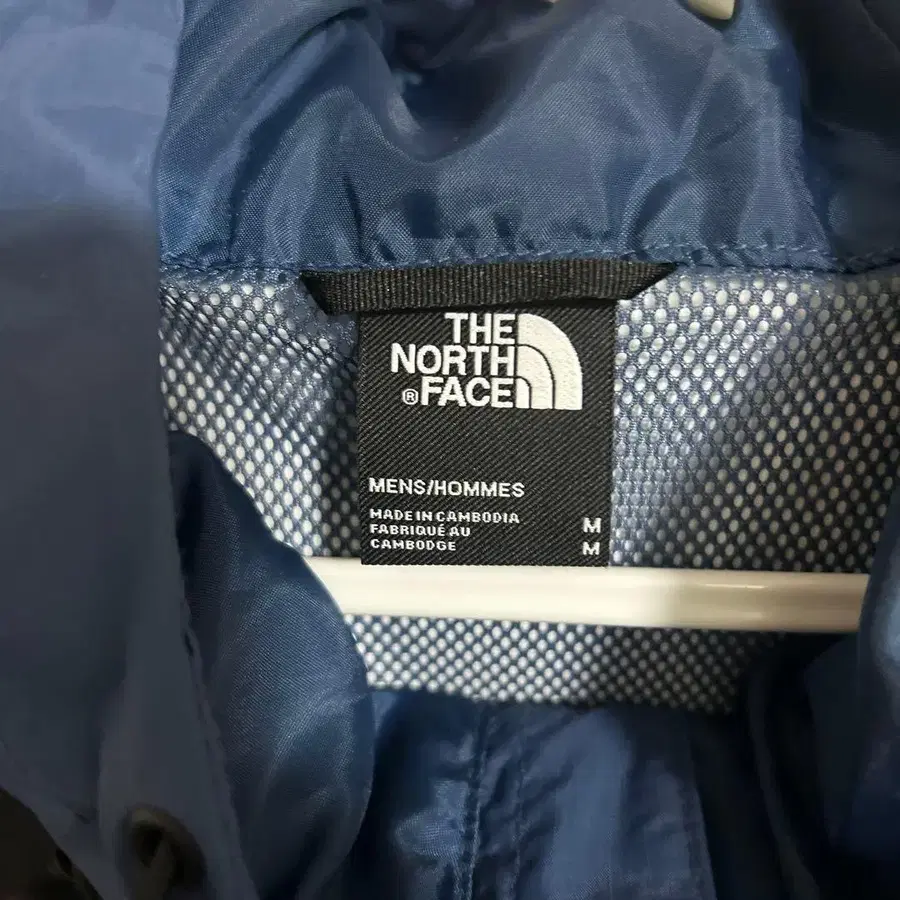 THE
NORTH
®FACE
MENS/HOMMES
MADE IN CAMBODIA M
FABRIQUÉ AU
CAMBODGE M